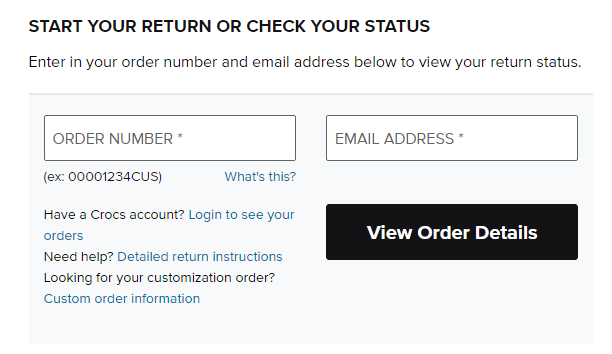 START YOUR RETURN OR CHECK YOUR STATUS
Enter in your order number and email address below to view your return status.
ORDER NUMBER *
EMAIL ADDRESS *
(ex: 00001234CUS)
What's this?
Have a Crocs account? Login to see your
orders
Need help? Detailed return instructions
Looking for your customization order?
Custom order information
View Order Details